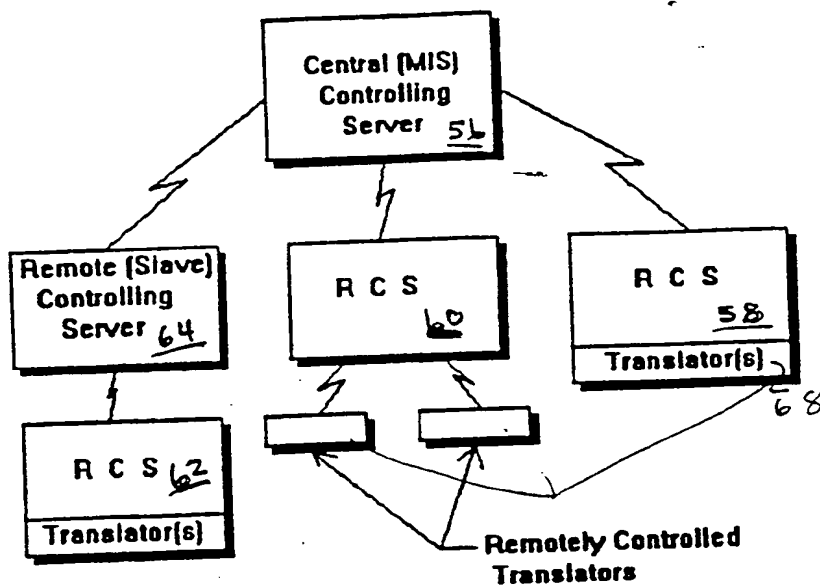 Central (MIS)
Controlling
Server 56
Remote (Slave)
Controlling
Server 64
R C S
60
R C S
58
Translator(s)
68
R C S 62
Translator(s)
Remotely Controlled
Translators